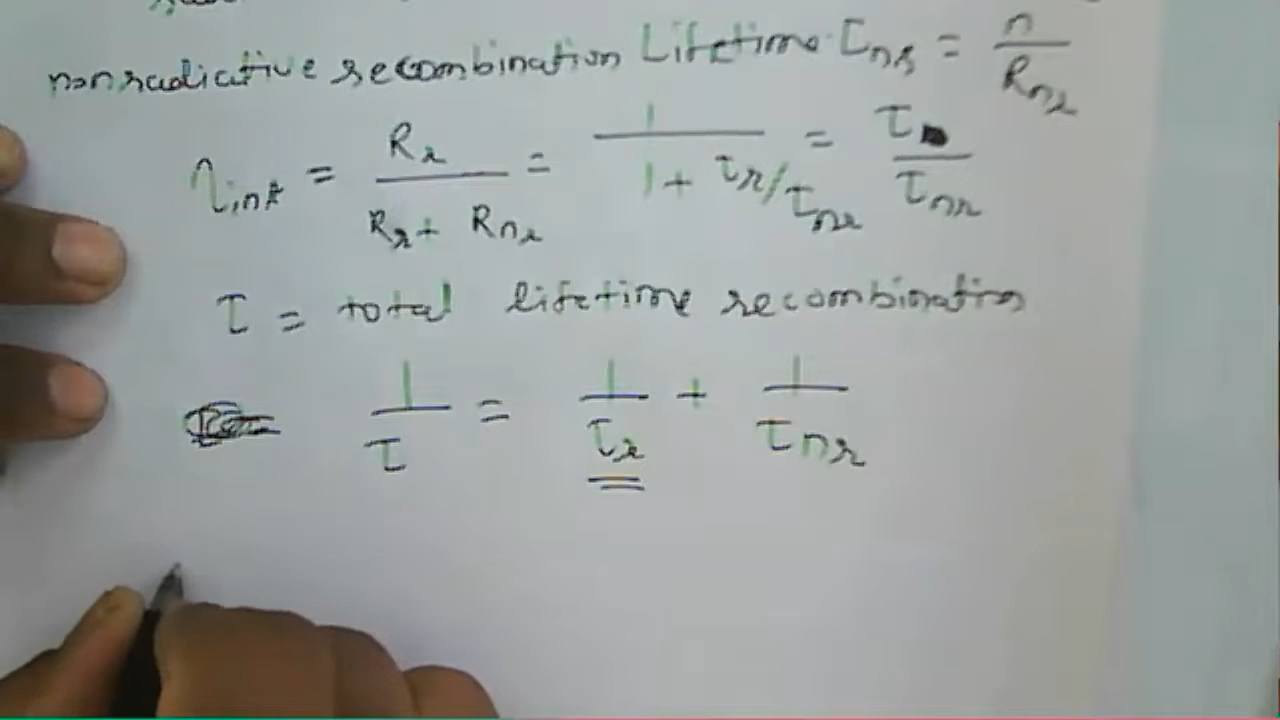 nonradiative recombination Lifetime τnr = n / Rnr
ηint = Rr / (Rr + Rnr) = 1 / (1 + τr/τnr) = τ / τnr
τ = total lifetime recombination
1/τ = 1/τr + 1/τnr